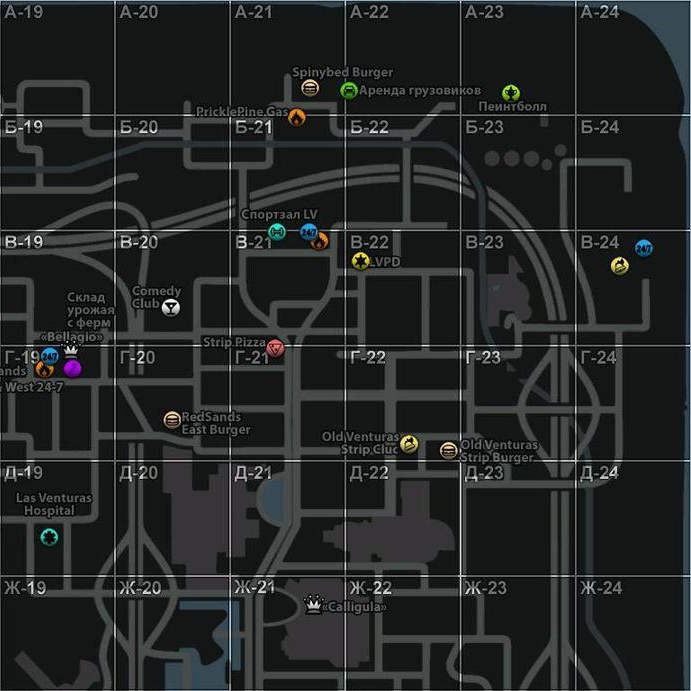 А-19 А-20 А-21 А-22 А-23 А-24
Spinybed Burger
Аренда грузовиков
Пеинтболл
PricklePine Gas
Б-19 Б-20 Б-21 Б-22 Б-23 Б-24
Спортзал LV
24/7
В-19 В-20 В-21 В-22 В-23 В-24
24/7
LVPD
Comedy
Club
Склад
урожая
с ферм
«Bellagio»
Strip Pizza
Г-19 Г-20 Г-21 Г-22 Г-23 Г-24
24/7
ands
West 24-7
RedSands
East Burger
Old Venturas
Strip Cluc
Old Venturas
Strip Burger
Д-19 Д-20 Д-21 Д-22 Д-23 Д-24
Las Venturas
Hospital
Ж-19 Ж-20 Ж-21 Ж-22 Ж-23 Ж-24
«Calligula»